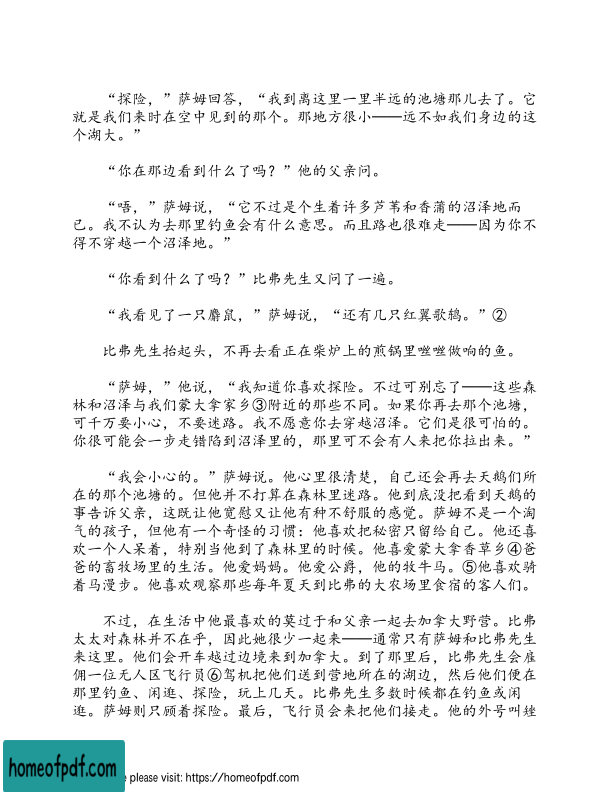 “探险，”萨姆回答，“我到离这里一里半远的池塘那儿去了。它
就是我们来时在空中见到的那个。那地方很小——远不如我们身边的这
个湖大。”
“你在那边看到什么了吗？”他的父亲问。
“唔，”萨姆说，“它不过是个生着许多芦苇和香蒲的沼泽地而
已。我不认为去那里钓鱼会有什么意思。而且路也很难走——因为你不
得不穿越一个沼泽地。”
“你看到什么了吗？”比弗先生又问了一遍。
“我看见了一只麝鼠，”萨姆说，“还有几只红翼歌鸫。”②
比弗先生抬起头，不再去看正在柴炉上的煎锅里咝咝做响的鱼。
“萨姆，”他说，“我知道你喜欢探险。不过可别忘了——这些森
林和沼泽与我们蒙大拿家乡③附近的那些不同。如果你再去那个池塘，
可千万要小心，不要迷路。我不愿意你去穿越沼泽。它们是很可怕的。
你很可能会一步走错陷到沼泽里的，那里可不会有人来把你拉出来。”
“我会小心的。”萨姆说。他心里很清楚，自己还会再去天鹅们所
在的那个池塘的。但他并不打算在森林里迷路。他到底没把看到天鹅的
事告诉父亲，这既让他宽慰又让他有种不舒服的感觉。萨姆不是一个淘
气的孩子，但他有一个奇怪的习惯：他喜欢把秘密只留给自己。他还喜
欢一个人呆着，特别当他到了森林里的时候。他喜爱蒙大拿香草乡④爸
爸的畜牧场里的生活。他爱妈妈。他爱公爵，他的牧牛马。⑤他喜欢骑
着马漫步。他喜欢观察那些每年夏天到比弗的大农场里食宿的客人们。
不过，在生活中他最喜欢的莫过于和父亲一起去加拿大野营。比弗
太太对森林并不在乎，因此她很少一起来——通常只有萨姆和比弗先生
来这里。他们会开车越过边境来到加拿大。到了那里后，比弗先生会雇
佣一位无人区飞行员⑥驾机把他们送到营地所在的湖边，然后他们便在
那里钓鱼、闲逛、探险，玩上几天。比弗先生多数时候都在钓鱼或闲
逛。萨姆则只顾着探险。最后，飞行员会来把他们接走。他的外号叫矬
homeofpdf.com
e please visit: https://homeofpdf.com